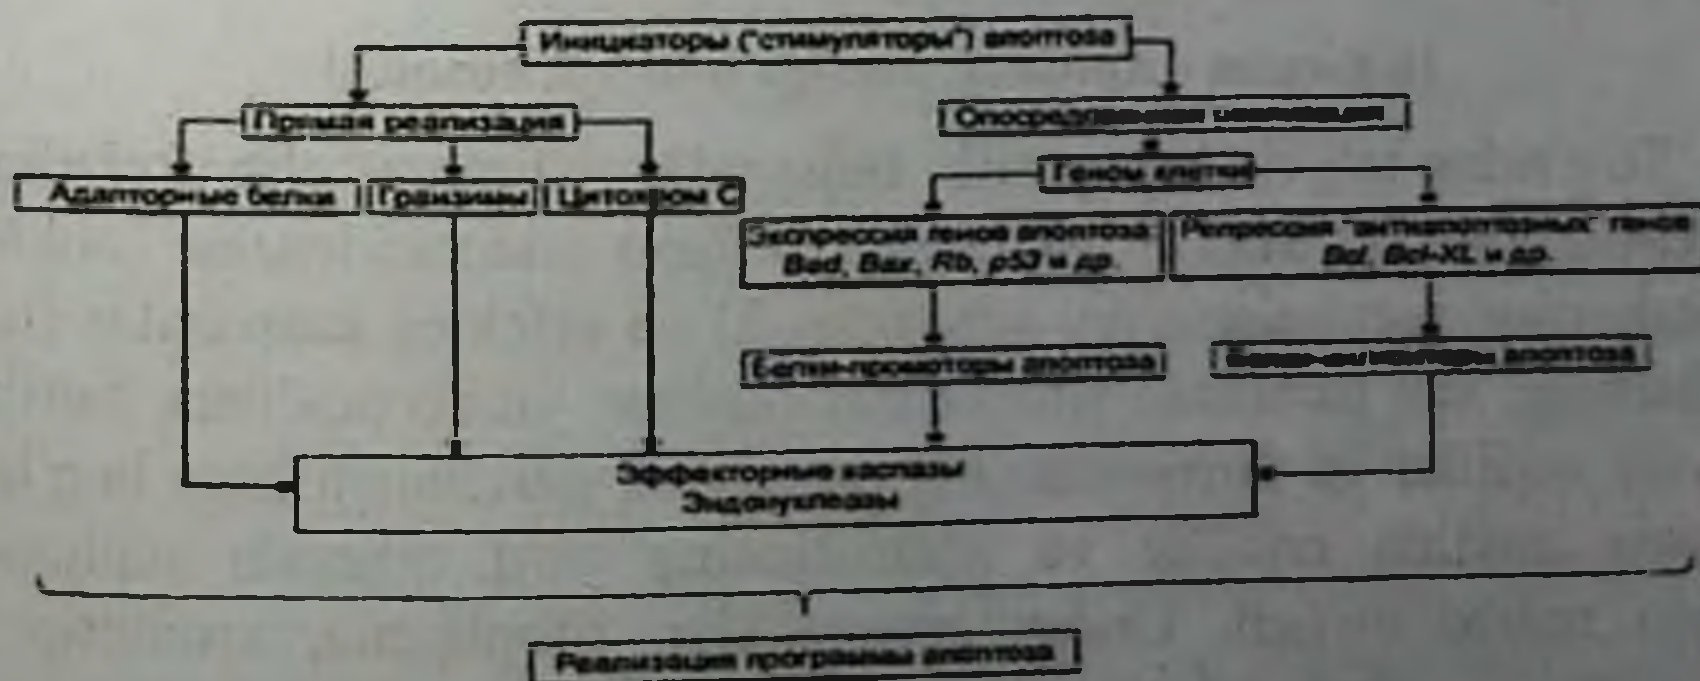 Инициаторы ("стимуляторы") апоптоза
Прямая реализация
Адапторные белки
Гранзимы
Цитохром С
Геном клетки
Экспрессия генов апоптоза
Bad, Bax, Rb, p53 и др.
Репрессия "антиапоптозных" генов
Bcl, Bcl-XL и др.
Белки-промоторы апоптоза
апоптоза
Эффекторные каспазы
Эндонуклеазы
Реализация программы апоптоза